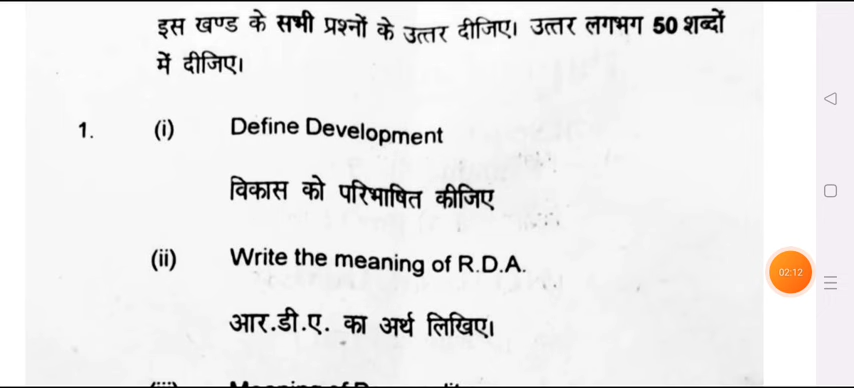 इस खण्ड के सभी प्रश्नों के उत्तर दीजिए। उत्तर लगभग 50 शब्दों
में दीजिए।
1. (i) Define Development
विकास को परिभाषित कीजिए
(ii) Write the meaning of R.D.A.
02:12
आर.डी.ए. का अर्थ लिखिए।